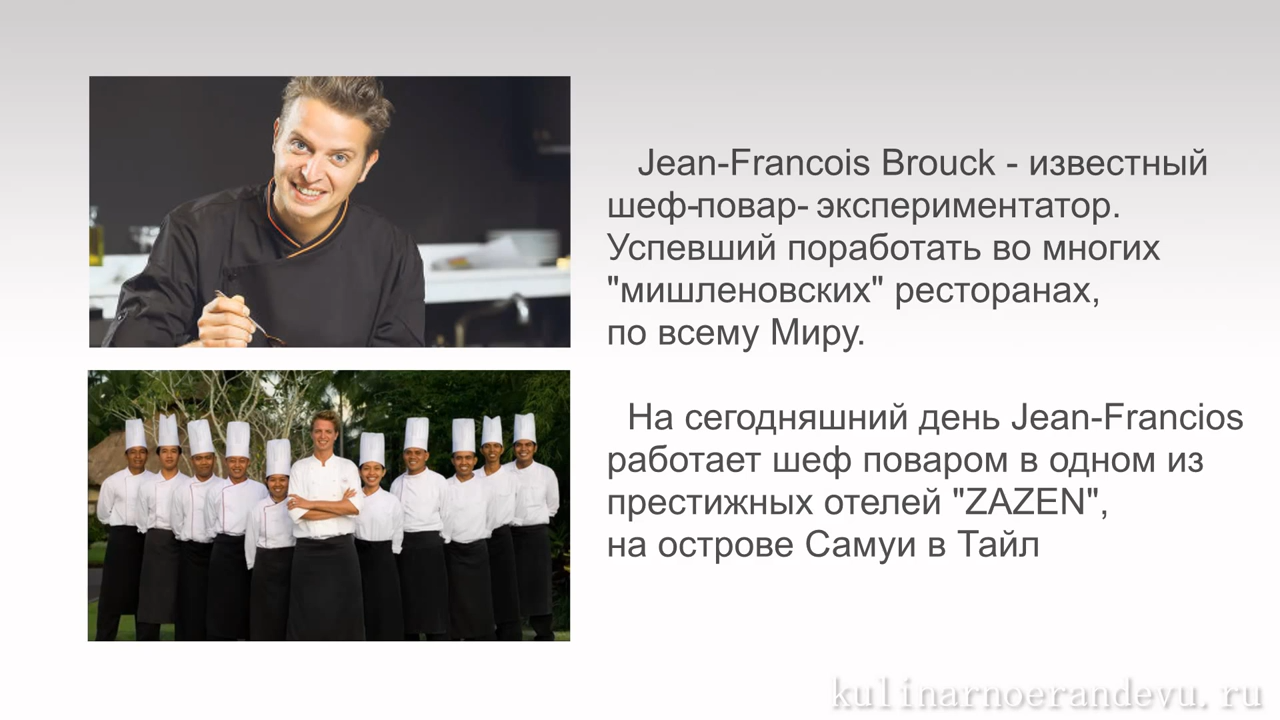 Jean-Francois Brouck - известный
шеф-повар- экспериментатор.
Успевший поработать во многих
"мишленовских" ресторанах,
по всему Миру.
На сегодняшний день Jean-Francios
работает шеф поваром в одном из
престижных отелей "ZAZEN",
на острове Самуи в Тайл
kulinarnoerandevu.ru